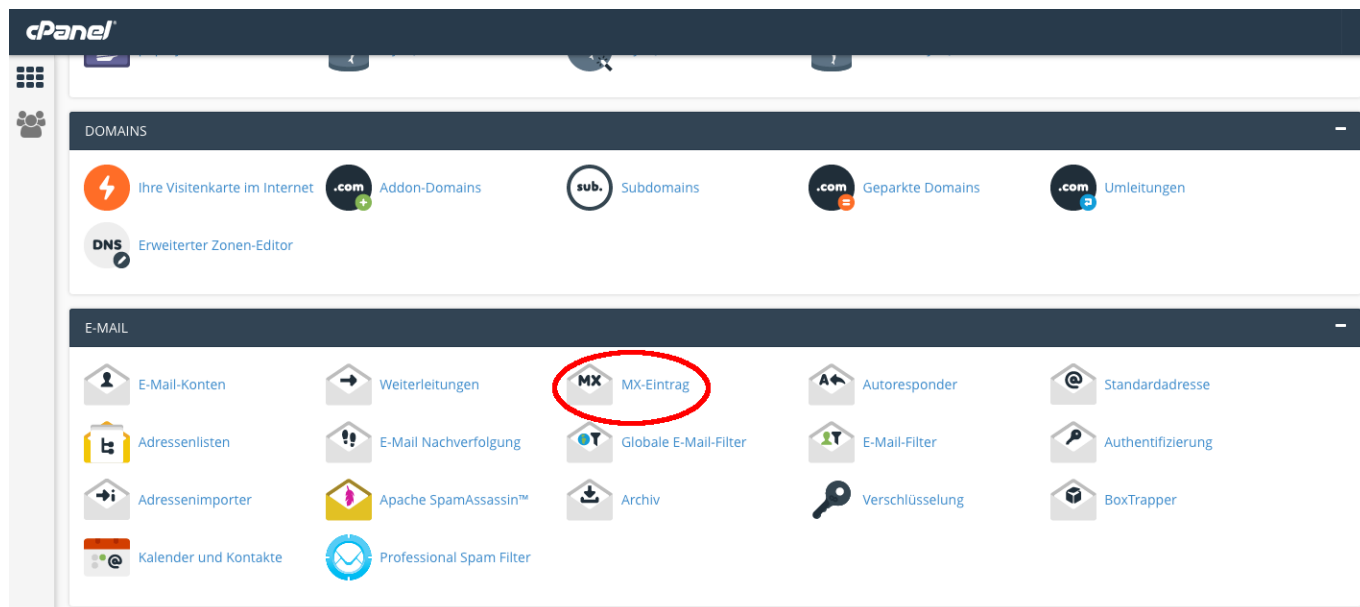 cPanel®
DOMAINS
Ihre Visitenkarte im Internet
.com
Addon-Domains
sub.
Subdomains
.com
Geparkte Domains
.com
Umleitungen
DNS
Erweiterter Zonen-Editor
E-MAIL
E-Mail-Konten
Weiterleitungen
MX
MX-Eintrag
A
Autoresponder
@
Standardadresse
Adressenlisten
E-Mail Nachverfolgung
Globale E-Mail-Filter
E-Mail-Filter
Authentifizierung
Adressenimporter
Apache SpamAssassin™
Archiv
Verschlüsselung
BoxTrapper
@
Kalender und Kontakte
Professional Spam Filter